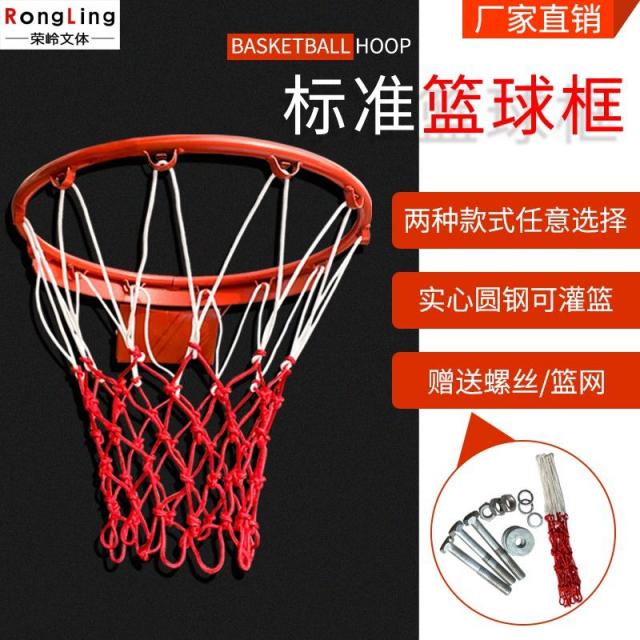 RongLing
荣岭文体
厂家直销
BASKETBALL HOOP
标准篮球框
两种款式任意选择
实心圆钢可灌篮
赠送螺丝/篮网